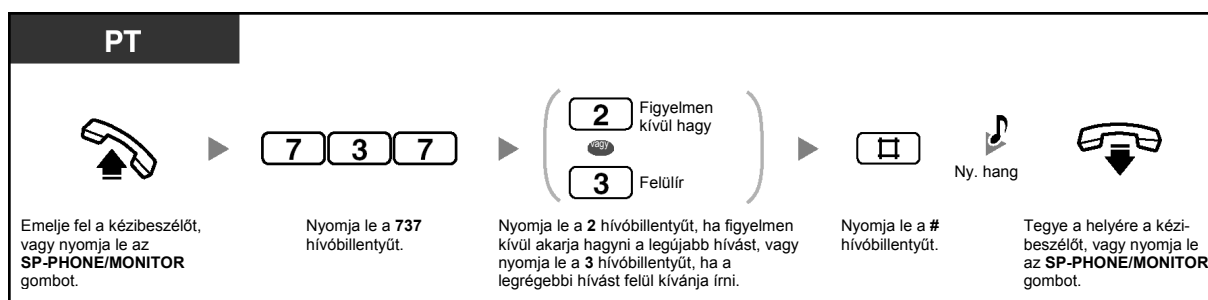 PT
7 3 7
2 Figyelmen
kívül hagy
vagy
3 Felülír
#
Ny. hang
Emelje fel a kézibeszélőt,
vagy nyomja le az
SP-PHONE/MONITOR
gombot.
Nyomja le a 737
hívóbillentyűt.
Nyomja le a 2 hívóbillentyűt, ha figyelmen
kívül akarja hagyni a legújabb hívást, vagy
nyomja le a 3 hívóbillentyűt, ha a
legrégebbi hívást felül kívánja írni.
Nyomja le a #
hívóbillentyűt.
Tegye a helyére a kézi-
beszélőt, vagy nyomja le
az SP-PHONE/MONITOR
gombot.